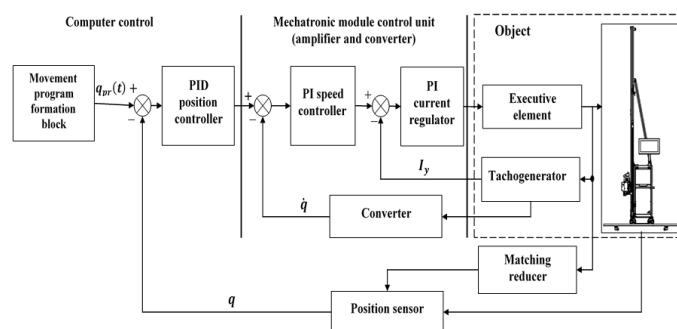 Computer control
Mechatronic module control unit
(amplifier and converter)
Object
Movement
program
formation
block
q_pr(t)
+
−
PID
position
controller
+
−
PI
speed
controller
+
−
PI
current
regulator
Executive
element
I_y
Tachogenerator
q̇
Converter
Matching
reducer
q
Position sensor